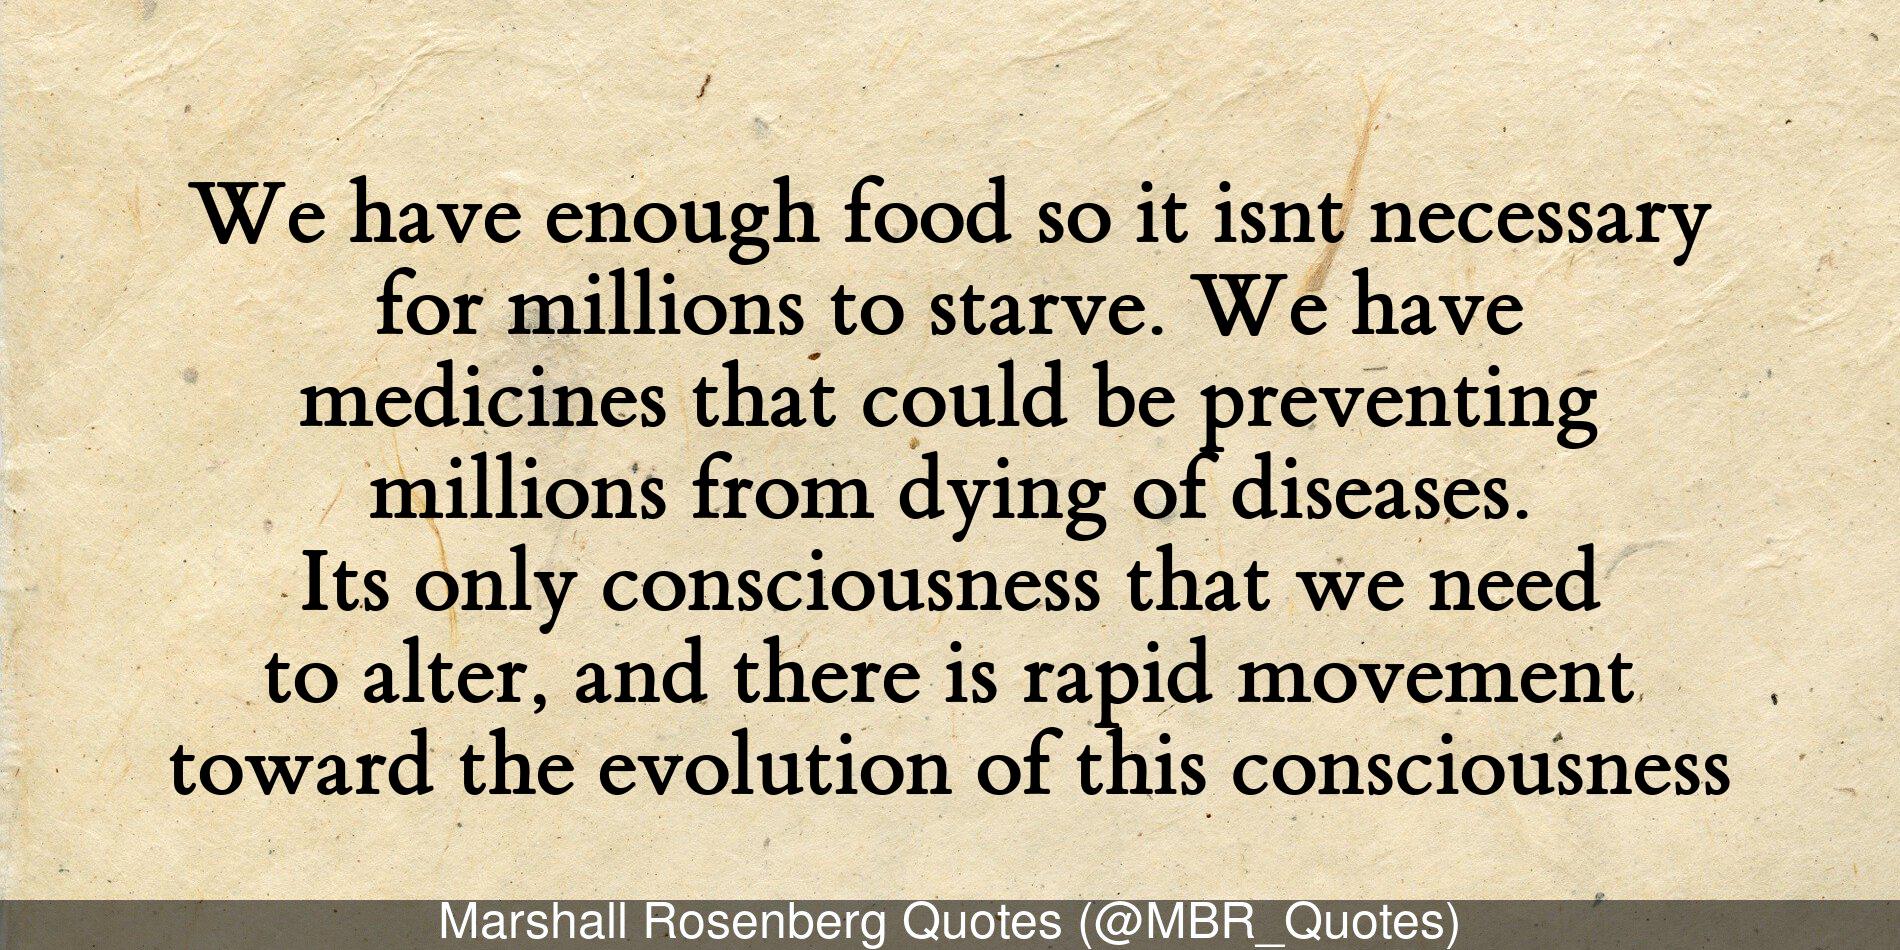 We have enough food so it isnt necessary
for millions to starve. We have
medicines that could be preventing
millions from dying of diseases.
Its only consciousness that we need
to alter, and there is rapid movement
toward the evolution of this consciousness
Marshall Rosenberg Quotes (@MBR_Quotes)